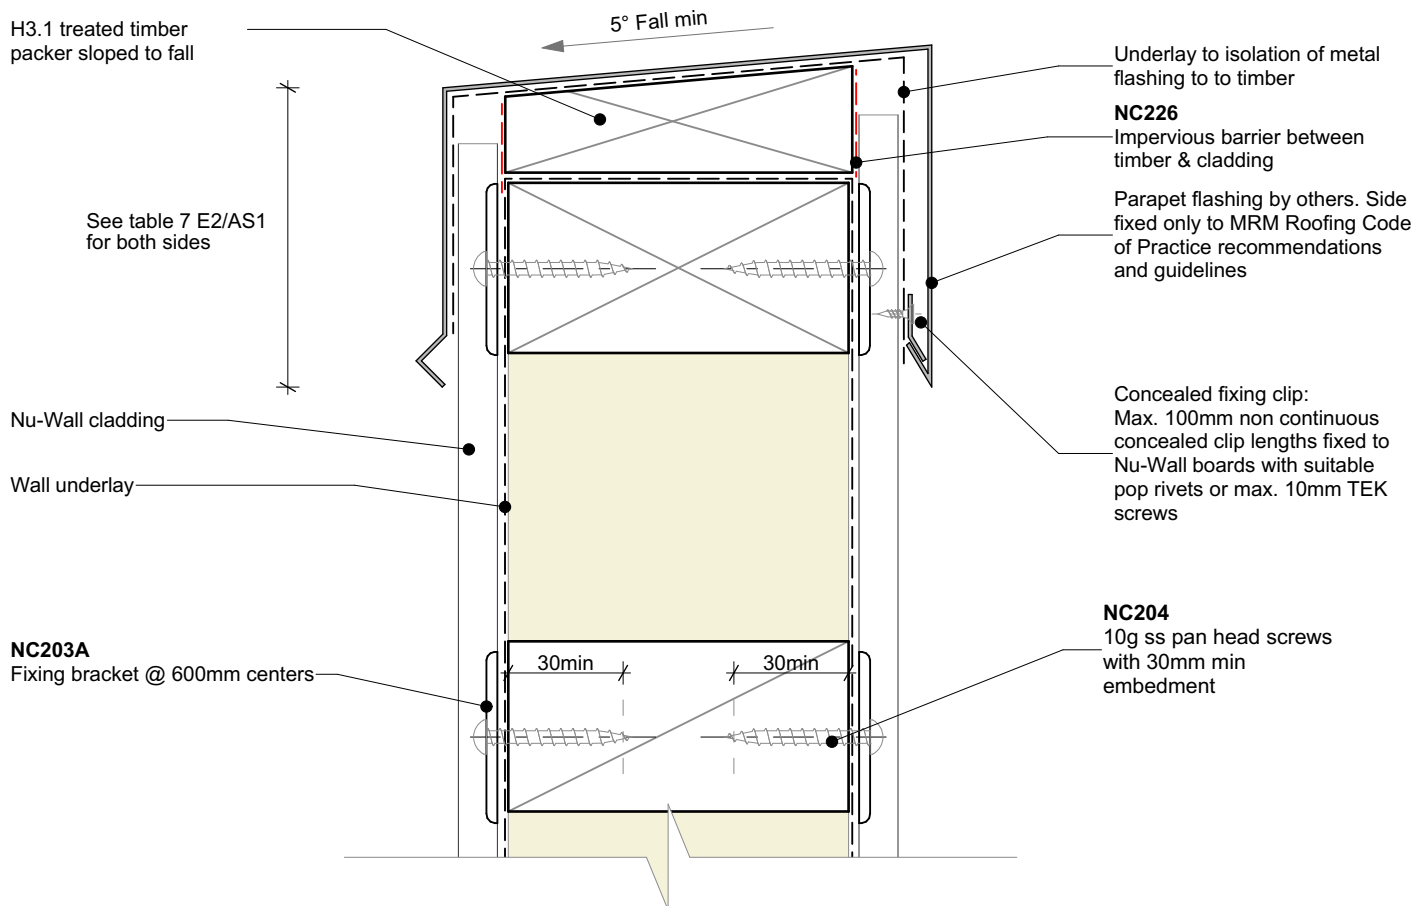 5° Fall min
H3.1 treated timber
packer sloped to fall
See table 7 E2/AS1
for both sides
Nu-Wall cladding
Wall underlay
NC203A
Fixing bracket @ 600mm centers
30min
30min
Underlay to isolation of metal
flashing to to timber
NC226
Impervious barrier between
timber & cladding
Parapet flashing by others. Side
fixed only to MRM Roofing Code
of Practice recommendations
and guidelines
Concealed fixing clip:
Max. 100mm non continuous
concealed clip lengths fixed to
Nu-Wall boards with suitable
pop rivets or max. 10mm TEK
screws
NC204
10g ss pan head screws
with 30mm min
embedment